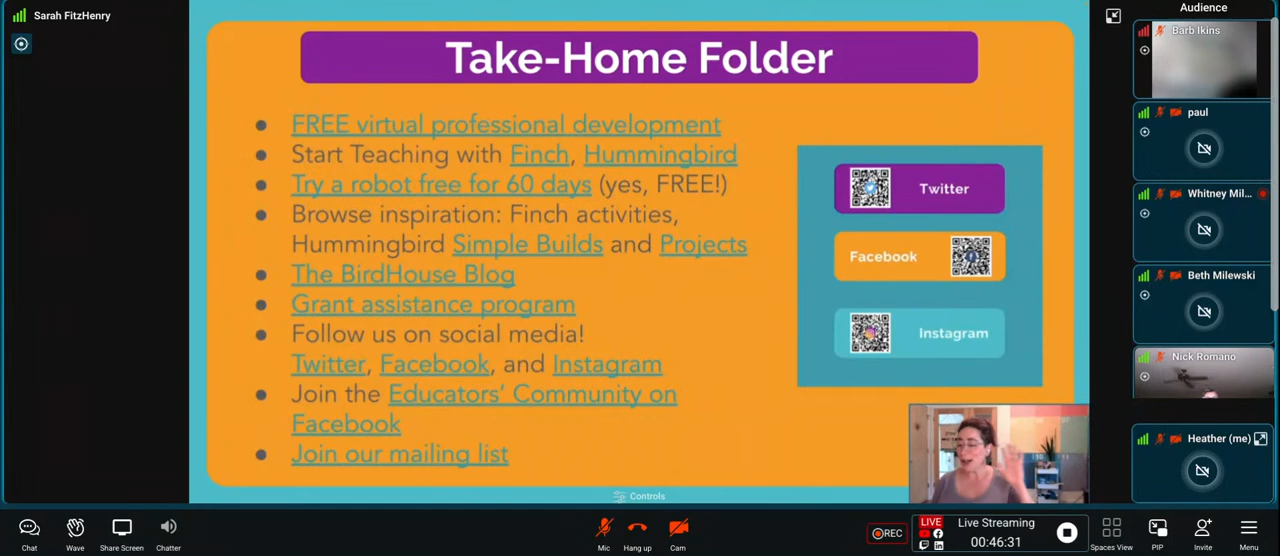 Sarah FitzHenry
Take-Home Folder
FREE virtual professional development
Start Teaching with Finch, Hummingbird
Try a robot free for 60 days (yes, FREE!)
Browse inspiration: Finch activities,
Hummingbird Simple Builds and Projects
The BirdHouse Blog
Grant assistance program
Follow us on social media!
Twitter, Facebook, and Instagram
Join the Educators' Community on
Facebook
Join our mailing list
Twitter
Facebook
Instagram
Controls
Audience
Barb Ikins
paul
Whitney Mil...
Beth Milewski
Nick Romano
Heather (me)
Chat
Wave
Share Screen
Chatter
Mic
Hang up
Cam
REC
LIVE
Live Streaming
00:46:31
Spaces View
PIP
Invite
Menu